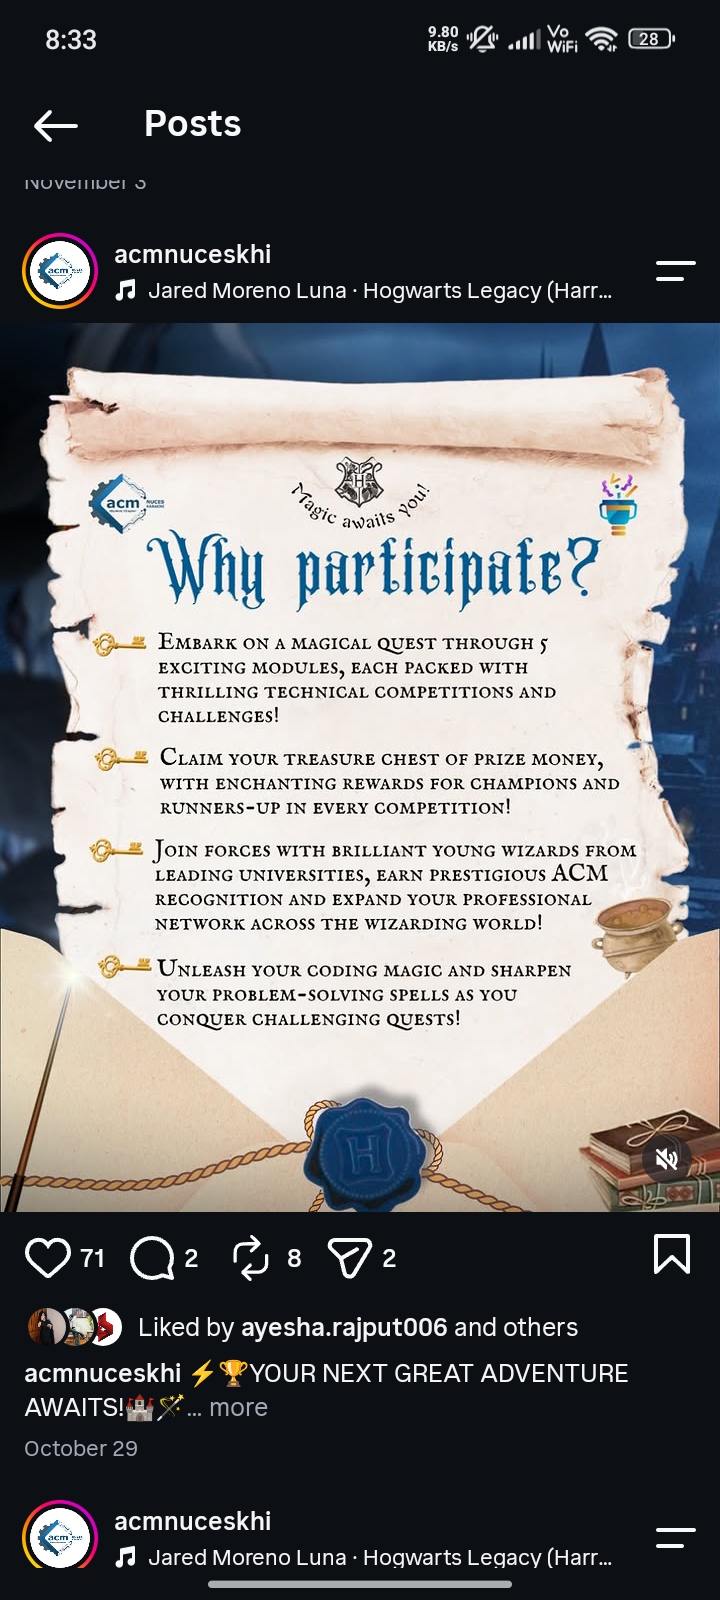 8:33
9.80
KB/s
Vo
WiFi
28
Posts
November 3
acmnuceskhi
Jared Moreno Luna · Hogwarts Legacy (Harr...
acm
NUCES
KARACHI
H
Magic awaits you!
Why participate?
Embark on a magical quest through 5
exciting modules, each packed with
thrilling technical competitions and
challenges!
Claim your treasure chest of prize money,
with enchanting rewards for champions and
runners-up in every competition!
Join forces with brilliant young wizards from
leading universities, earn prestigious ACM
recognition and expand your professional
network across the wizarding world!
Unleash your coding magic and sharpen
your problem-solving spells as you
conquer challenging quests!
H
71
2
8
2
Liked by ayesha.rajput006 and others
acmnuceskhi ⚡🏆YOUR NEXT GREAT ADVENTURE
AWAITS!🏰🪄... more
October 29
acmnuceskhi
Jared Moreno Luna · Hogwarts Legacy (Harr...